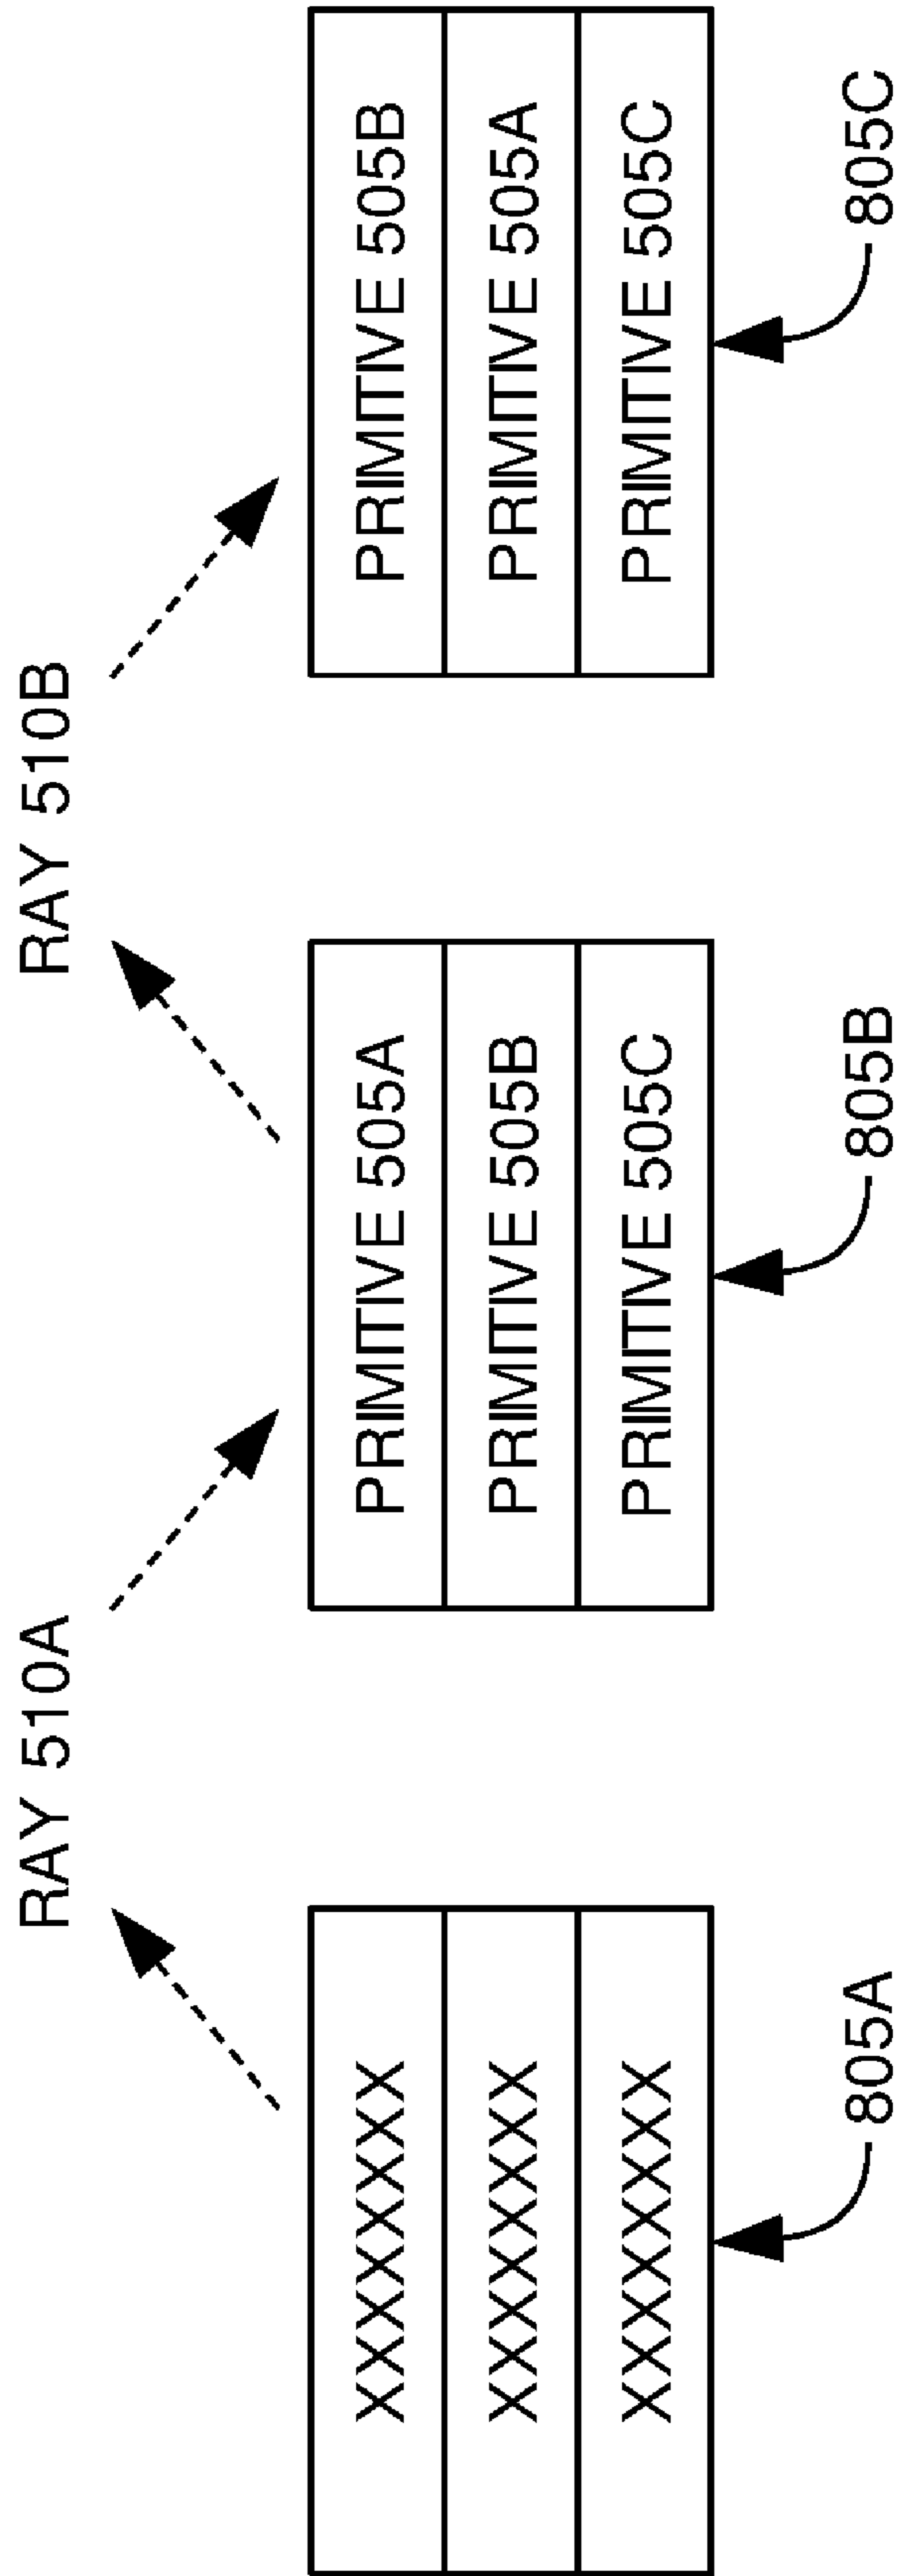 RAY 510A
RAY 510B
XXXXXXXX
XXXXXXXX
XXXXXXXX
805A
PRIMITIVE 505A
PRIMITIVE 505B
PRIMITIVE 505C
805B
PRIMITIVE 505B
PRIMITIVE 505A
PRIMITIVE 505C
805C